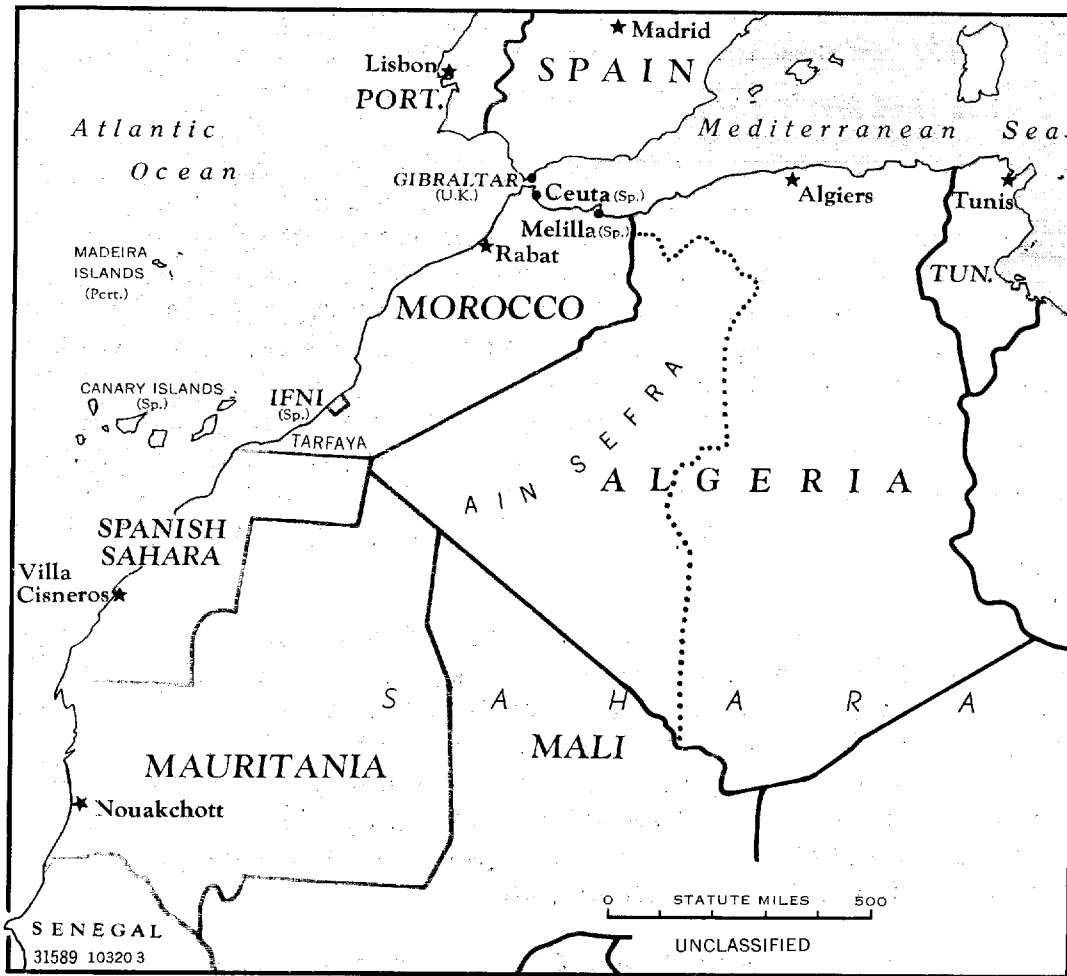 Madrid
Lisbon
SPAIN
PORT.
Atlantic
Ocean
Mediterranean Seas
GIBRALTAR
(U.K.)
Ceuta (Sp.)
Algiers
Tunis
Melilla (Sp.)
Rabat
MADEIRA
ISLANDS
(Port.)
TUN.
MOROCCO
CANARY ISLANDS
(Sp.)
IFNI
(Sp.)
TARFAYA
AIN SEFRA
ALGERIA
SPANISH
SAHARA
Villa
Cisneros
SAHARA
MALI
MAURITANIA
Nouakchott
0 STATUTE MILES 500
SENEGAL
UNCLASSIFIED
31589 10320 3